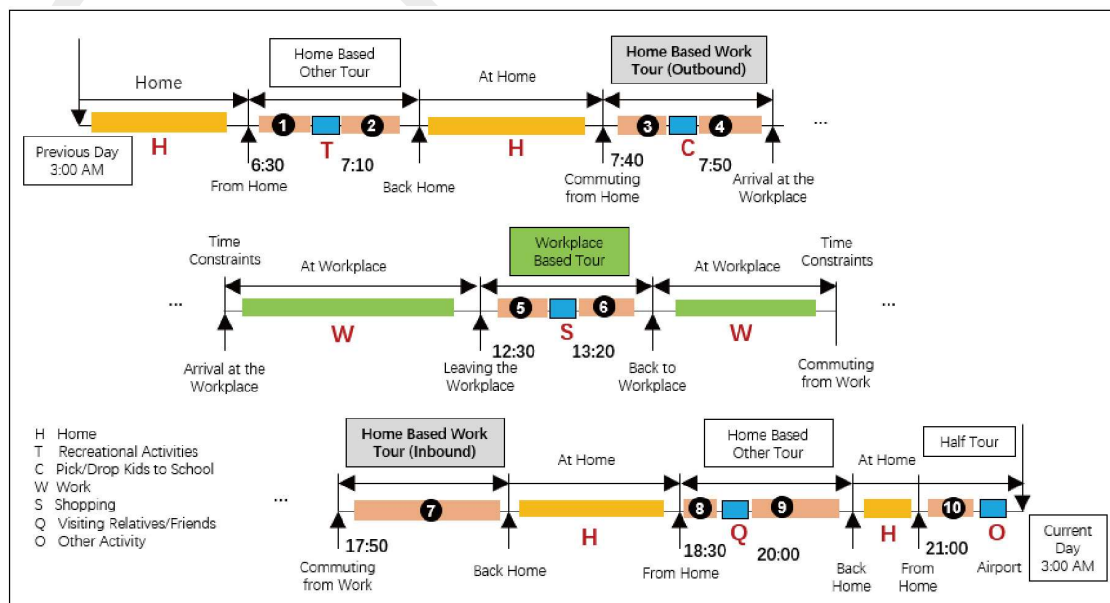 Home Based
Other Tour
Home Based Work
Tour (Outbound)
Home
At Home
1
2
3
4
...
H
T
H
C
Previous Day
3:00 AM
6:30
7:10
7:40
7:50
From Home
Back Home
Commuting
from Home
Arrival at the
Workplace
Time
Constraints
Workplace
Based Tour
Time
Constraints
At Workplace
At Workplace
...
5
6
...
W
S
W
12:30
13:20
Arrival at the
Workplace
Leaving the
Workplace
Back to
Workplace
Commuting
from Work
H Home
T Recreational Activities
C Pick/Drop Kids to School
W Work
S Shopping
Q Visiting Relatives/Friends
O Other Activity
Home Based Work
Tour (Inbound)
Home Based
Other Tour
Half Tour
At Home
At Home
...
7
8
9
10
H
Q
H
O
17:50
18:30
20:00
21:00
Commuting
from Work
Back Home
From Home
Back
Home
From
Home
Airport
Current
Day
3:00 AM